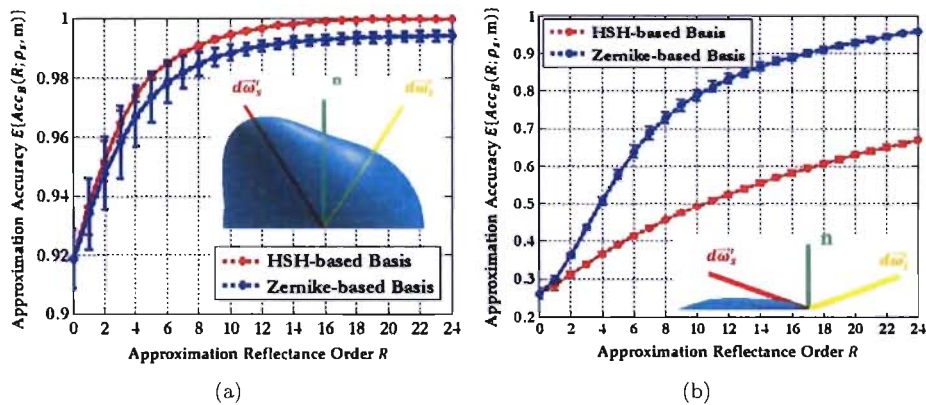 Approximation Accuracy E{Acc_B(R; ρ_s, m)}
1
0.98
0.96
0.94
0.92
0.9
dω̄'_s
n
dω̄'_i
HSH-based Basis
Zernike-based Basis
0 2 4 6 8 10 12 14 16 18 20 22 24
Approximation Reflectance Order R
(a)
Approximation Accuracy E{Acc_B(R; ρ_s, m)}
1
0.9
0.8
0.7
0.6
0.5
0.4
0.3
0.2
HSH-based Basis
Zernike-based Basis
dω̄'_s
n
dω̄'_i
0 2 4 6 8 10 12 14 16 18 20 22 24
Approximation Reflectance Order R
(b)